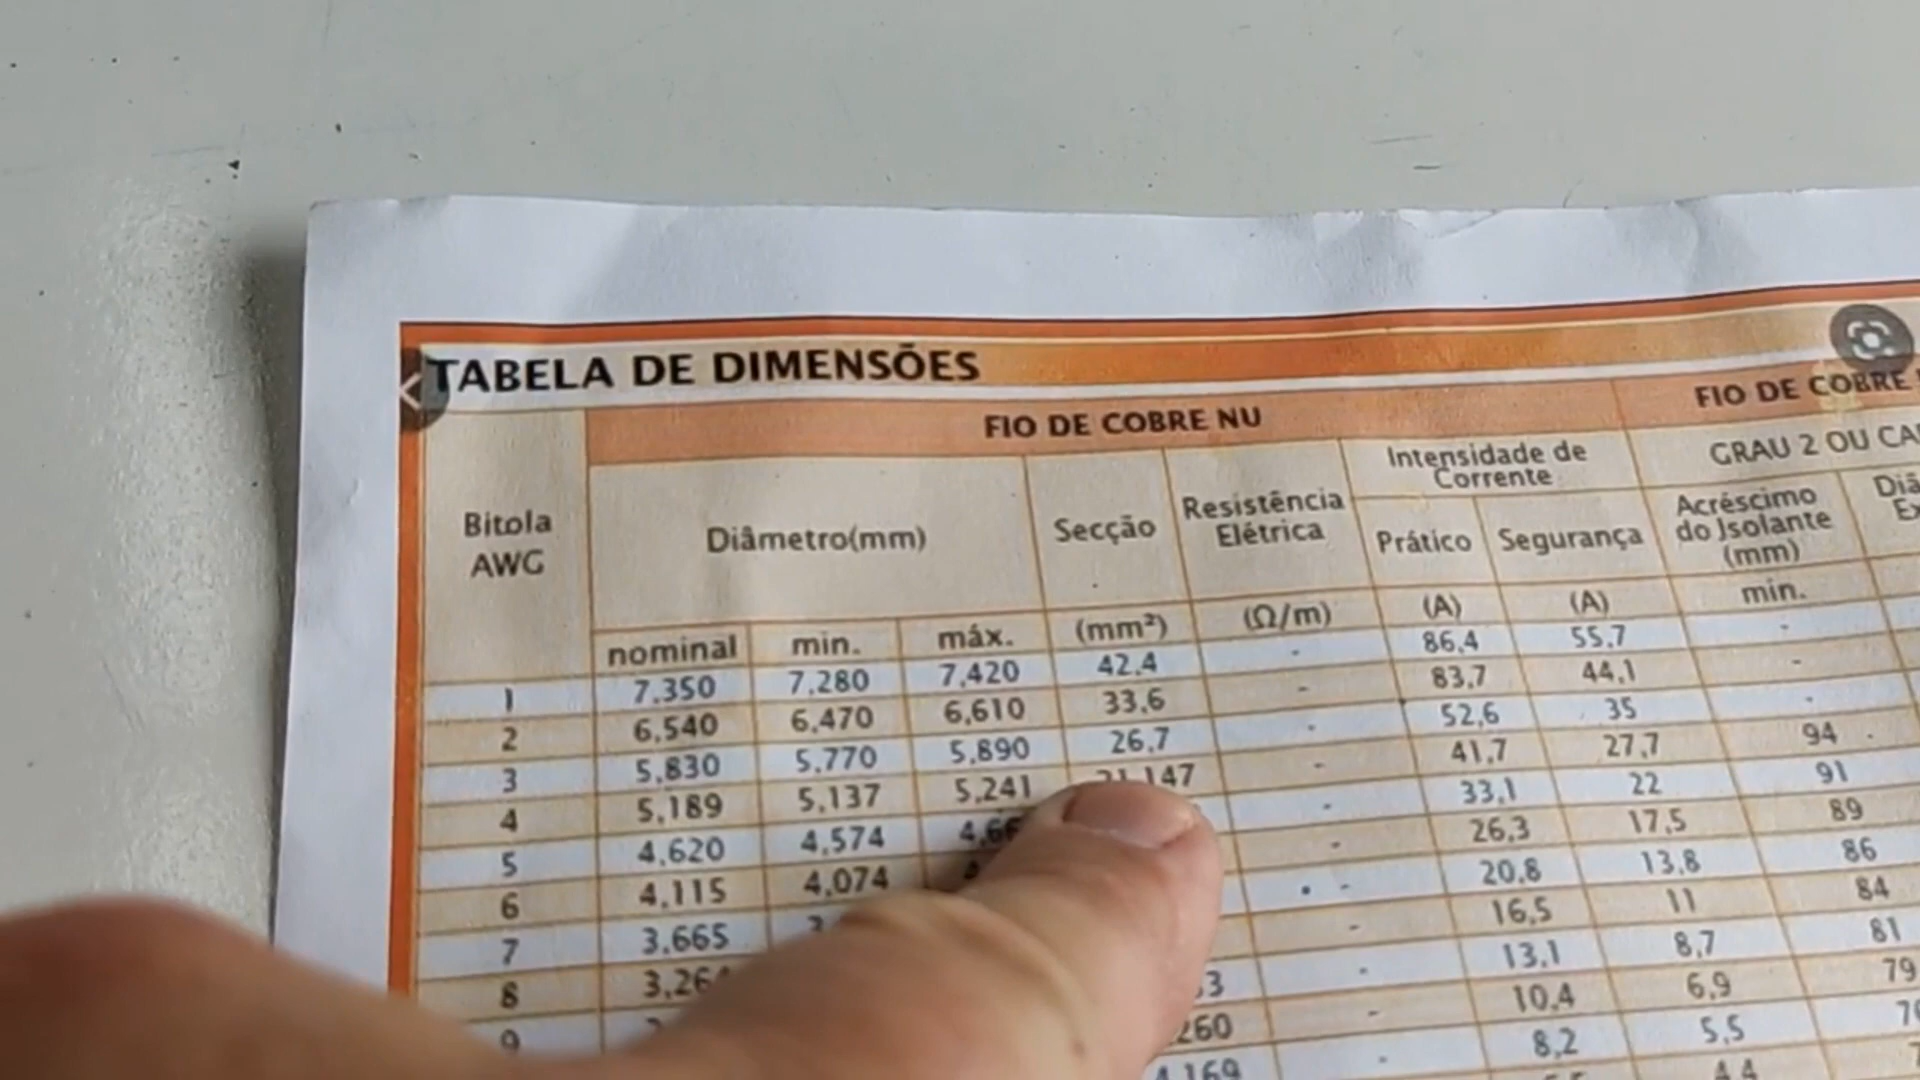 TABELA DE DIMENSÕES
FIO DE COBRE NU
FIO DE COBRE
Bitola
AWG
Diâmetro(mm)
Secção
Resistência
Elétrica
Intensidade de
Corrente
Prático
Segurança
GRAU 2 OU
Acréscimo
do Isolante
(mm)
nominal min. máx. (mm²) (Ω/m) (A) (A) min.
1 7,350 7,280 7,420 42,4 - 86,4 55,7 -
2 6,540 6,470 6,610 33,6 - 83,7 44,1 -
3 5,830 5,770 5,890 26,7 - 52,6 35 -
4 5,189 5,137 5,241 21,147 - 41,7 27,7 94
5 4,620 4,574 - 33,1 22 91
6 4,115 4,074 - 26,3 17,5 89
7 3,665 - 20,8 13,8 86
8 - 16,5 11 84
9 - 13,1 8,7 81
- 10,4 6,9 79
- 8,2 5,5
4,4